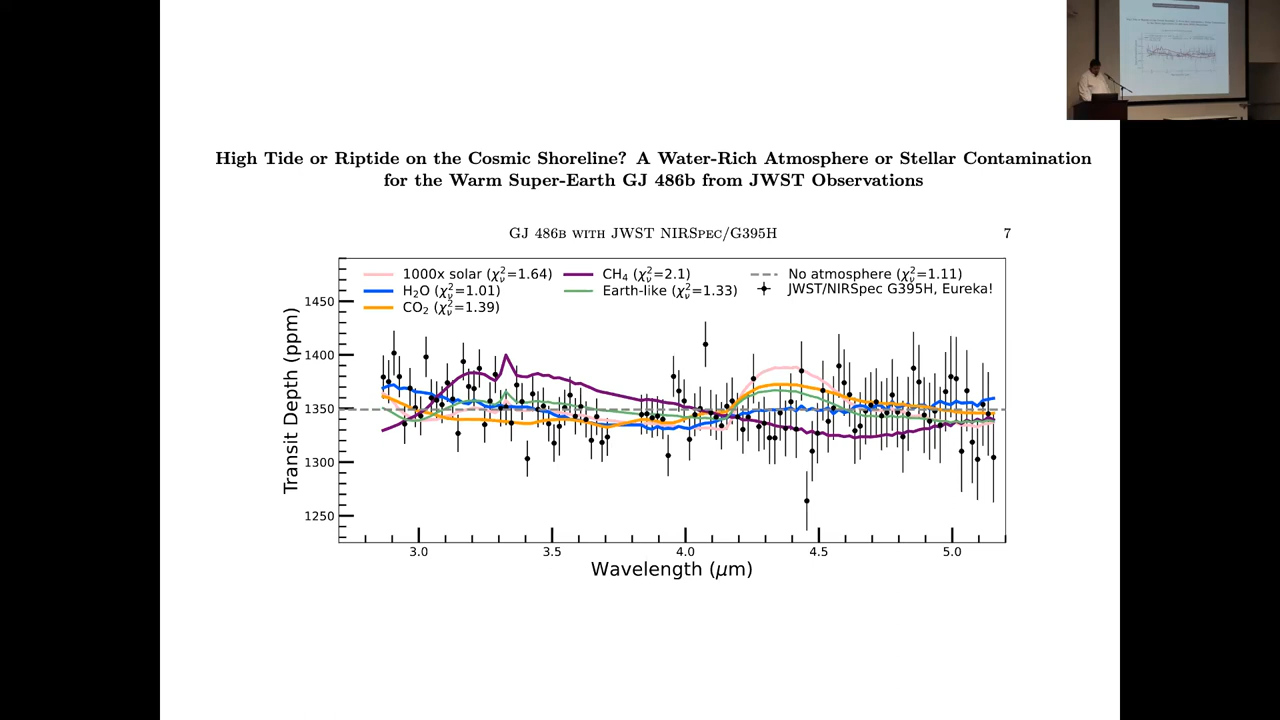 High Tide or Riptide on the Cosmic Shoreline? A Water-Rich Atmosphere or Stellar Contamination
for the Warm Super-Earth GJ 486b from JWST Observations
GJ 486b with JWST NIRSpec/G395H 7
1000x solar (χ²ᵥ=1.64)
H₂O (χ²ᵥ=1.01)
CO₂ (χ²ᵥ=1.39)
CH₄ (χ²ᵥ=2.1)
Earth-like (χ²ᵥ=1.33)
No atmosphere (χ²ᵥ=1.11)
JWST/NIRSpec G395H, Eureka!
Transit Depth (ppm)
1450
1400
1350
1300
1250
3.0 3.5 4.0 4.5 5.0
Wavelength (μm)